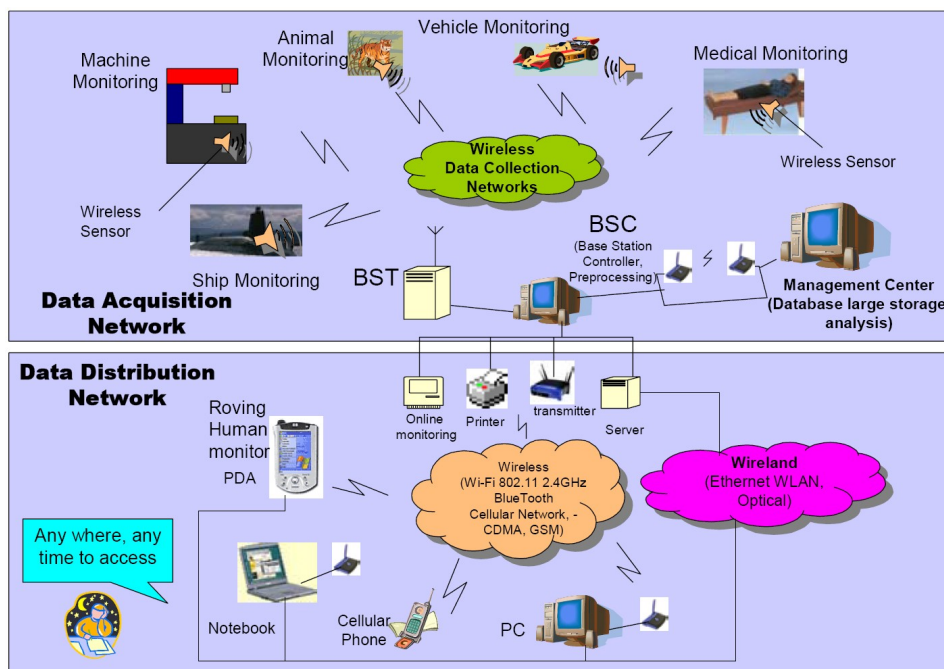 Machine
Monitoring
Animal
Monitoring
Vehicle Monitoring
Medical Monitoring
Wireless
Data Collection
Networks
Wireless Sensor
Wireless
Sensor
Ship Monitoring
BST
BSC
(Base Station
Controller,
Preprocessing)
Management Center
(Database large storage
analysis)
Data Acquisition
Network
Data Distribution
Network
Online
monitoring
Printer
transmitter
Server
Roving
Human
monitor
PDA
Wireless
(Wi-Fi 802.11 2.4GHz
BlueTooth
Cellular Network, -
CDMA, GSM)
Wireland
(Ethernet WLAN,
Optical)
Any where, any
time to access
Notebook
Cellular
Phone
PC